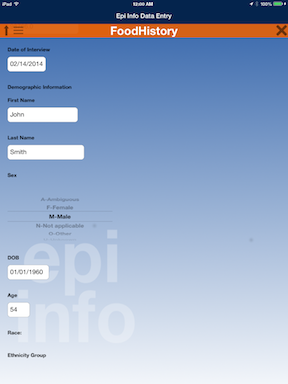 iPad 12:00 AM 100%
Epi Info Data Entry
FoodHistory
Date of Interview
02/14/2014
Demographic Information
First Name
John
Last Name
Smith
Sex
A-Ambiguous
F-Female
M-Male
N-Not applicable
O-Other
DOB
01/01/1960
Age
54
Race:
Ethnicity Group
epi
info